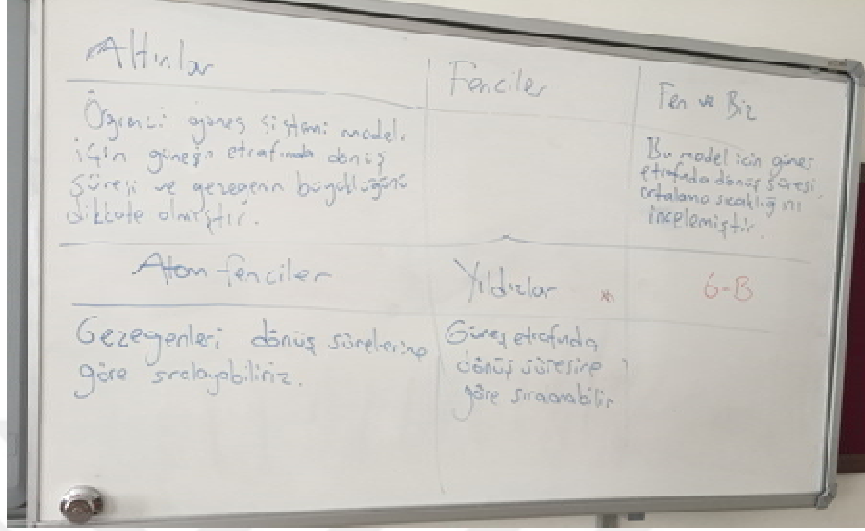 Altınlar
Öğrenci güneş sistemi model.
için güneşin etrafında dönüş
süresi ve gezegenin büyüklüğünü
dikkate almıştır.
Fenciler
Fen ve Biz
Bu model için güneş
etrafında dönüş süresi,
ortalama sıcaklığını
incelemiştir.
Atom fenciler
Gezegenleri dönüş sürelerine
göre sıralayabiliriz.
Yıldızlar
Güneş etrafında
dönüş süresine
göre sıralanabilir
6-B